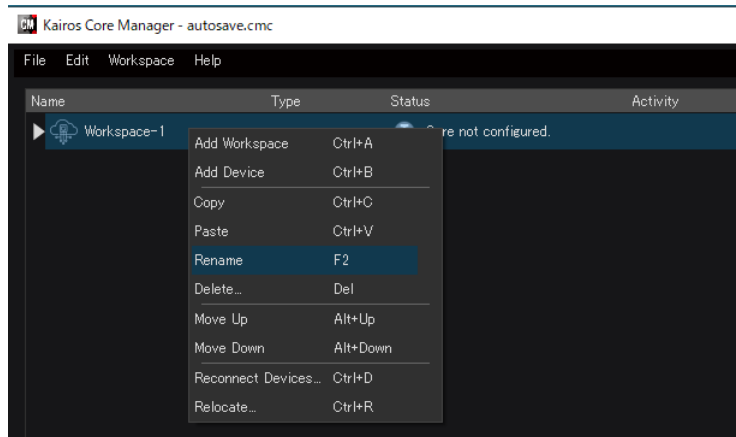 CM Kairos Core Manager - autosave.cmc
File Edit Workspace Help
Name Type Status Activity
Workspace-1 re not configured.
Add Workspace Ctrl+A
Add Device Ctrl+B
Copy Ctrl+C
Paste Ctrl+V
Rename F2
Delete... Del
Move Up Alt+Up
Move Down Alt+Down
Reconnect Devices... Ctrl+D
Relocate... Ctrl+R